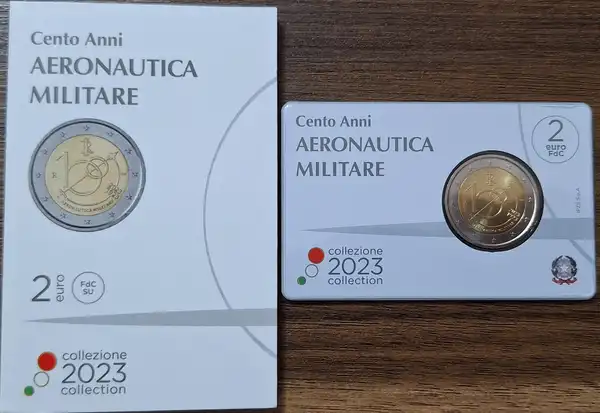 Cento Anni
AERONAUTICA
MILITARE
2
euro
FdC
SU
collezione
2023
collection
Cento Anni
AERONAUTICA
MILITARE
2
euro
FdC
collezione
2023
collection